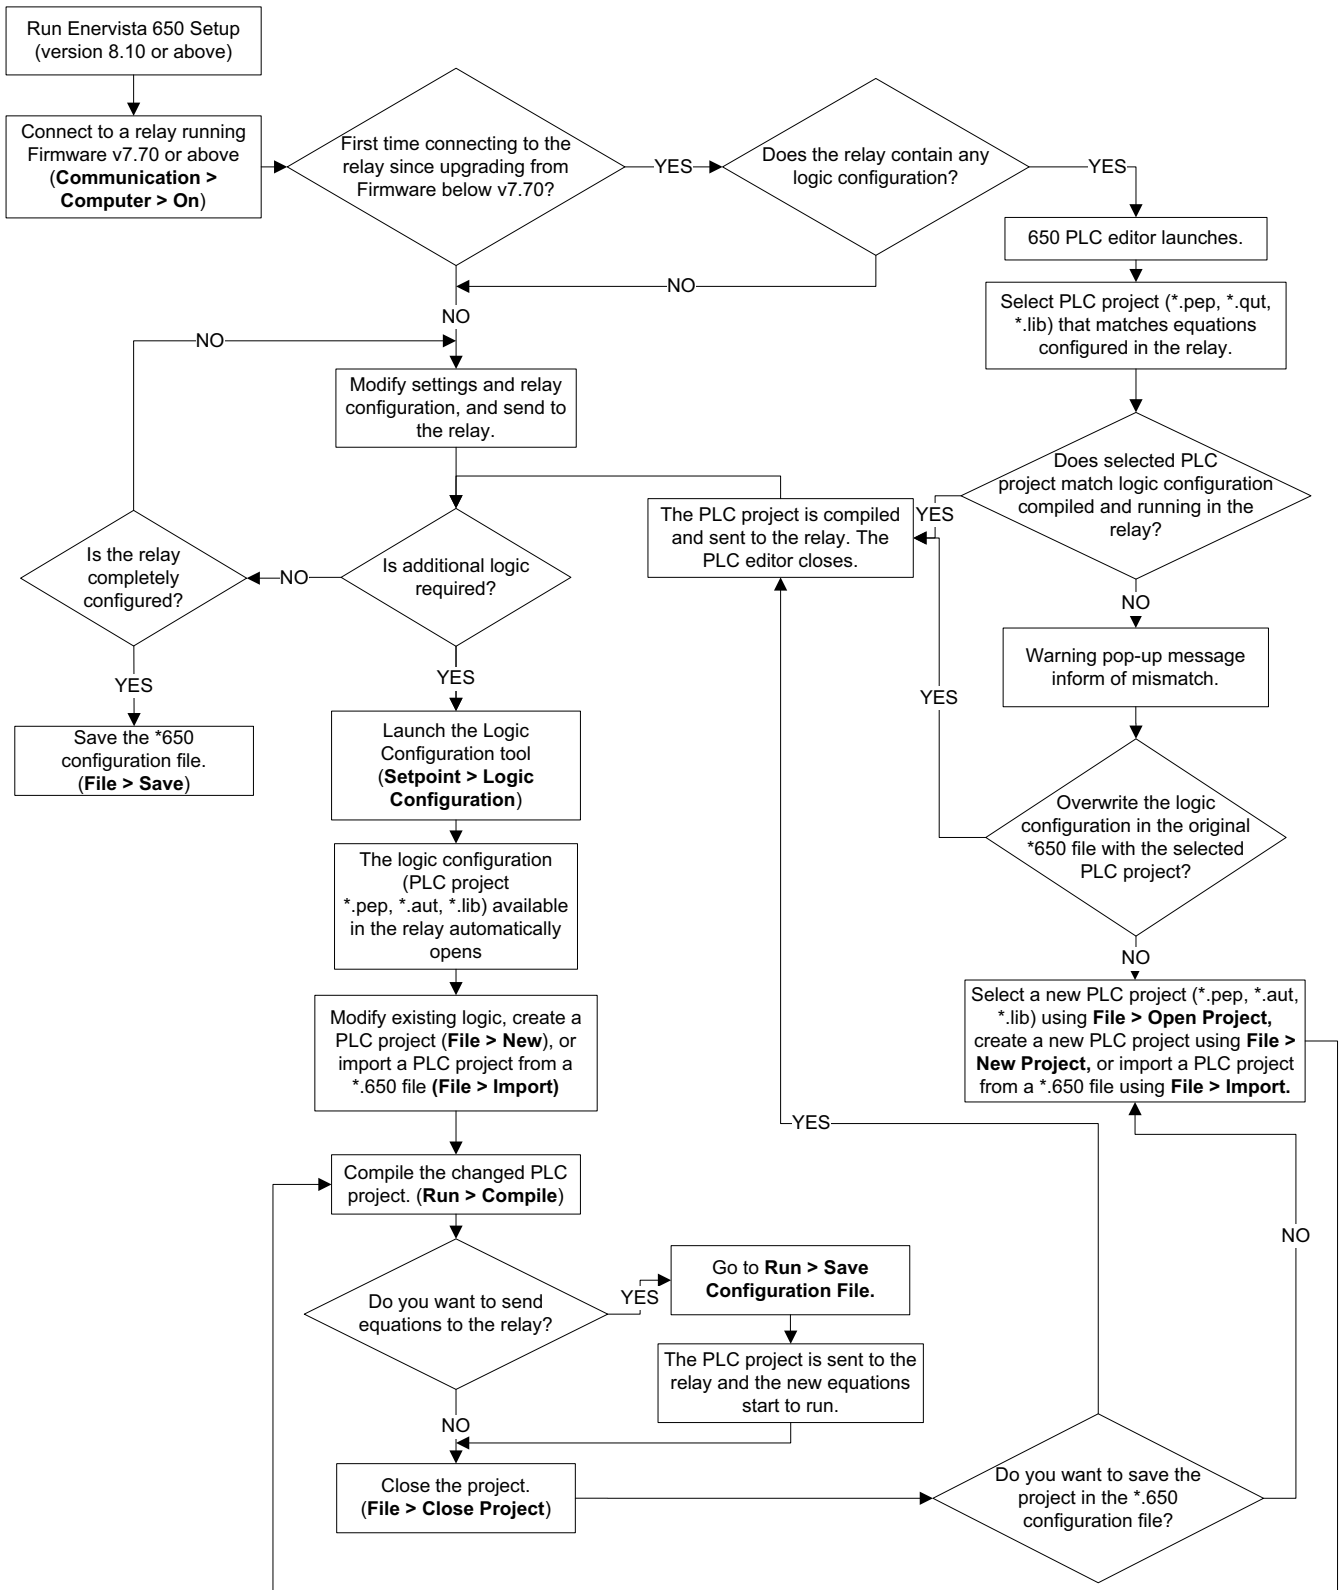 Run Enervista 650 Setup
(version 8.10 or above)
Connect to a relay running
Firmware v7.70 or above
(Communication >
Computer > On)
First time connecting to the
relay since upgrading from
Firmware below v7.70?
YES
Does the relay contain any
logic configuration?
YES
650 PLC editor launches.
NO
NO
Select PLC project (*.pep, *.qut,
*.lib) that matches equations
configured in the relay.
NO
Modify settings and relay
configuration, and send to
the relay.
Does selected PLC
project match logic configuration
compiled and running in the
relay?
YES
The PLC project is compiled
and sent to the relay. The
PLC editor closes.
Is the relay
completely
configured?
NO
Is additional logic
required?
NO
Warning pop-up message
inform of mismatch.
YES
YES
YES
Save the *650
configuration file.
(File > Save)
Launch the Logic
Configuration tool
(Setpoint > Logic
Configuration)
Overwrite the logic
configuration in the original
*650 file with the selected
PLC project?
The logic configuration
(PLC project
*.pep, *.aut, *.lib) available
in the relay automatically
opens
NO
Select a new PLC project (*.pep, *.aut,
*.lib) using File > Open Project,
create a new PLC project using File >
New Project, or import a PLC project
from a *.650 file using File > Import.
Modify existing logic, create a
PLC project (File > New), or
import a PLC project from a
*.650 file (File > Import)
YES
Compile the changed PLC
project. (Run > Compile)
NO
Do you want to send
equations to the relay?
YES
Go to Run > Save
Configuration File.
The PLC project is sent to the
relay and the new equations
start to run.
NO
Close the project.
(File > Close Project)
Do you want to save the
project in the *.650
configuration file?